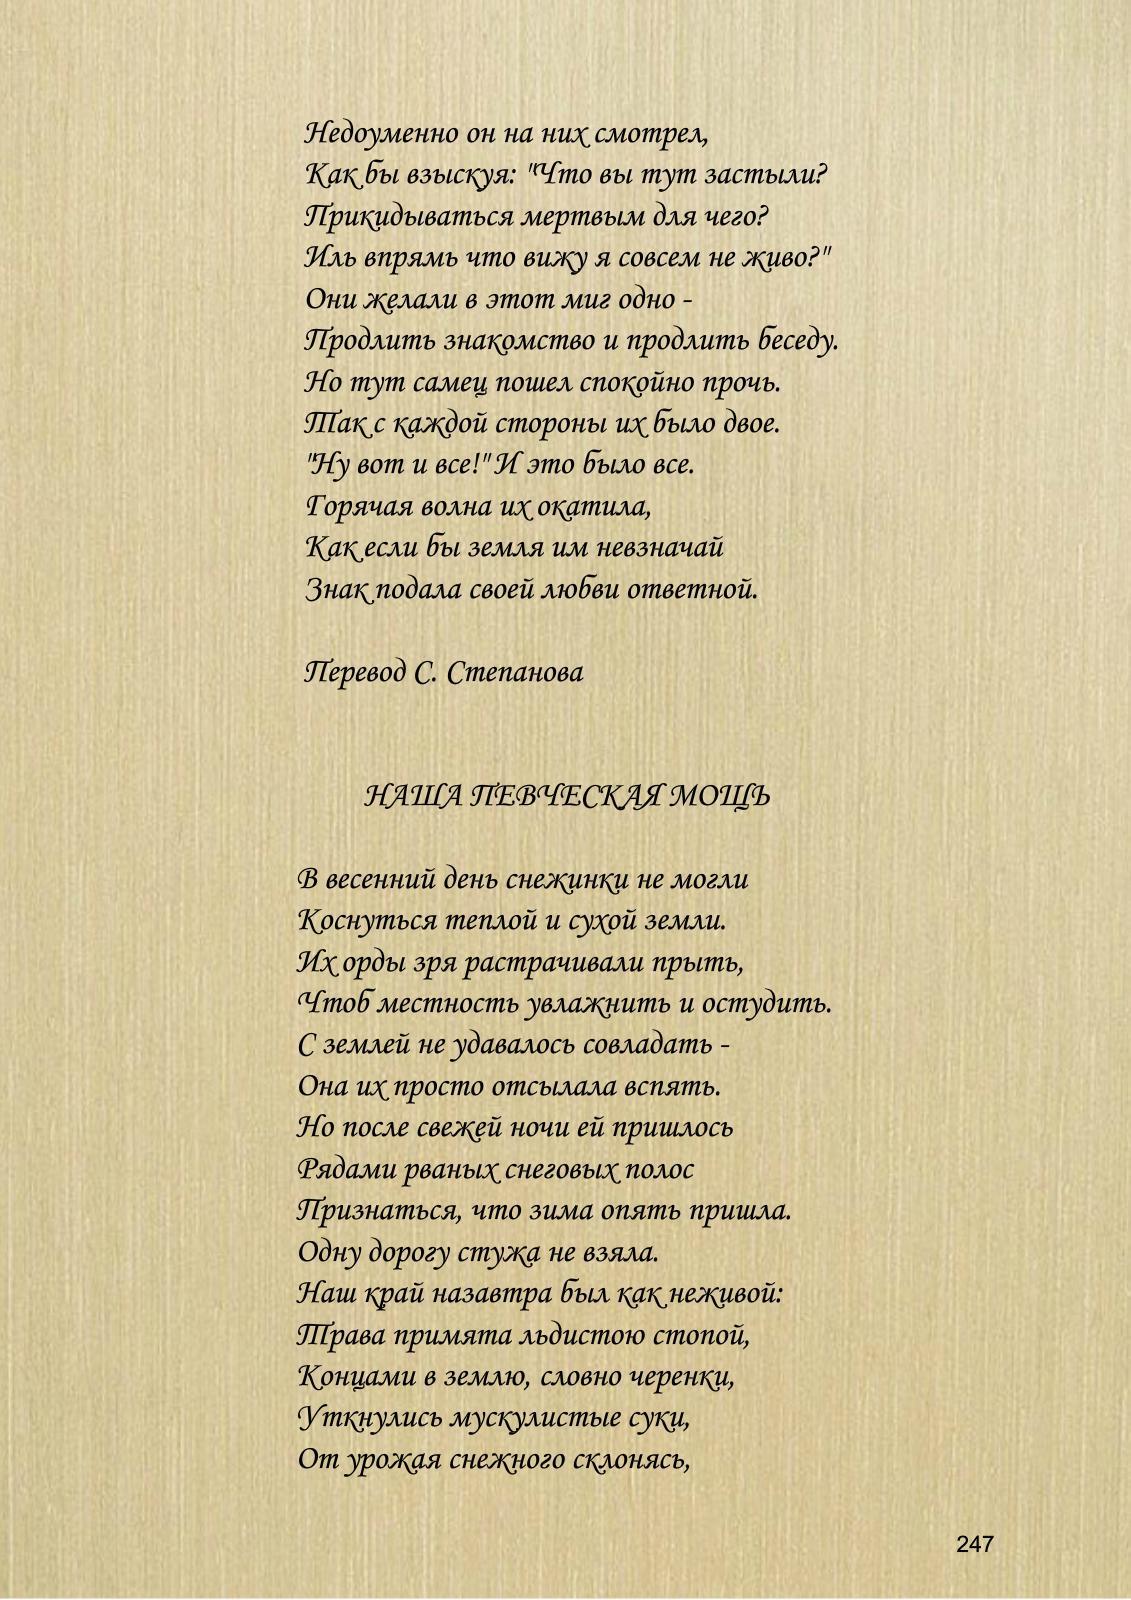 Недоуменно он на них смотрел,
Как бы взыскуя: "Что вы тут застыли?
Прикидываться мертвым для чего?
Иль впрямь что вижу я совсем не живо?"
Они желали в этот миг одно -
Продлить знакомство и продлить беседу.
Но тут самец пошел спокойно прочь.
Так с каждой стороны их было двое.
"Ну вот и все!" И это было все.
Горячая волна их окатила,
Как если бы земля им невзначай
Знак подала своей любви ответной.
Перевод С. Степанова
НАША ПЕВЧЕСКАЯ МОЩЬ
В весенний день снежинки не могли
Коснуться теплой и сухой земли.
Их орды зря растрачивали прыть,
Чтоб местность увлажнить и остудить.
С землей не удавалось совладать -
Она их просто отсылала вспять.
Но после свежей ночи ей пришлось
Рядами рваных снеговых полос
Признаться, что зима опять пришла.
Одну дорогу стужа не взяла.
Наш край назавтра был как неживой:
Трава примята льдистою стопой,
Концами в землю, словно черенки,
Уткнулись мускулистые суки,
От урожая снежного склонясь,
247